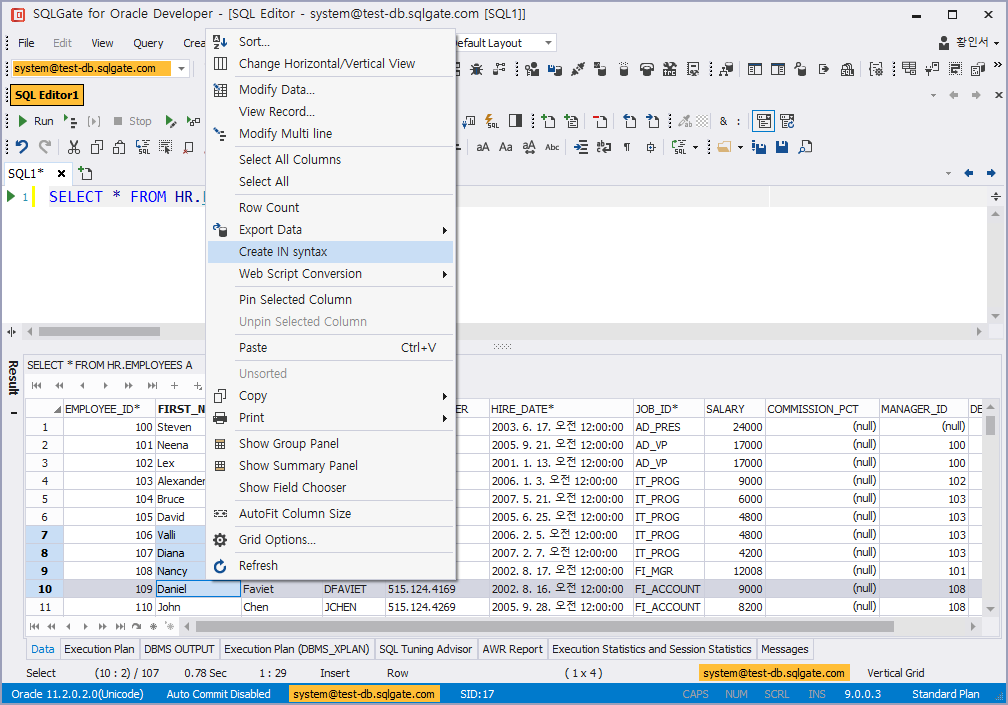 SQLGate for Oracle Developer - [SQL Editor - system@test-db.sqlgate.com [SQL1]]
File Edit View Query Crea efault Layout 황인서
system@test-db.sqlgate.com
SQL Editor1
Run Stop & :
aA Aa aA Abc
SQL1*
1 SELECT * FROM HR.
Sort...
Change Horizontal/Vertical View
Modify Data...
View Record...
Modify Multi line
Select All Columns
Select All
Row Count
Export Data
Create IN syntax
Web Script Conversion
Pin Selected Column
Unpin Selected Column
Paste Ctrl+V
Unsorted
Copy
Print
Show Group Panel
Show Summary Panel
Show Field Chooser
AutoFit Column Size
Grid Options...
Refresh
Result
SELECT * FROM HR.EMPLOYEES A
EMPLOYEE_ID* FIRST_N ER HIRE_DATE* JOB_ID* SALARY COMMISSION_PCT MANAGER_ID DE
1 100 Steven 2003. 6. 17. 오전 12:00:00 AD_PRES 24000 (null) (null)
2 101 Neena 2005. 9. 21. 오전 12:00:00 AD_VP 17000 (null) 100
3 102 Lex 2001. 1. 13. 오전 12:00:00 AD_VP 17000 (null) 100
4 103 Alexander 2006. 1. 3. 오전 12:00:00 IT_PROG 9000 (null) 102
5 104 Bruce 2007. 5. 21. 오전 12:00:00 IT_PROG 6000 (null) 103
6 105 David 2005. 6. 25. 오전 12:00:00 IT_PROG 4800 (null) 103
7 106 Valli 2006. 2. 5. 오전 12:00:00 IT_PROG 4800 (null) 103
8 107 Diana 2007. 2. 7. 오전 12:00:00 IT_PROG 4200 (null) 103
9 108 Nancy 2002. 8. 17. 오전 12:00:00 FI_MGR 12008 (null) 101
10 109 Daniel Faviet DFAVIET 515.124.4169 2002. 8. 16. 오전 12:00:00 FI_ACCOUNT 9000 (null) 108
11 110 John Chen JCHEN 515.124.4269 2005. 9. 28. 오전 12:00:00 FI_ACCOUNT 8200 (null) 108
Data Execution Plan DBMS OUTPUT Execution Plan (DBMS_XPLAN) SQL Tuning Advisor AWR Report Execution Statistics and Session Statistics Messages
Select (10 : 2) / 107 0.78 Sec 1 : 29 Insert Row ( 1 x 4 ) system@test-db.sqlgate.com Vertical Grid
Oracle 11.2.0.2.0(Unicode) Auto Commit Disabled system@test-db.sqlgate.com SID:17 CAPS NUM SCRL INS 9.0.0.3 Standard Plan